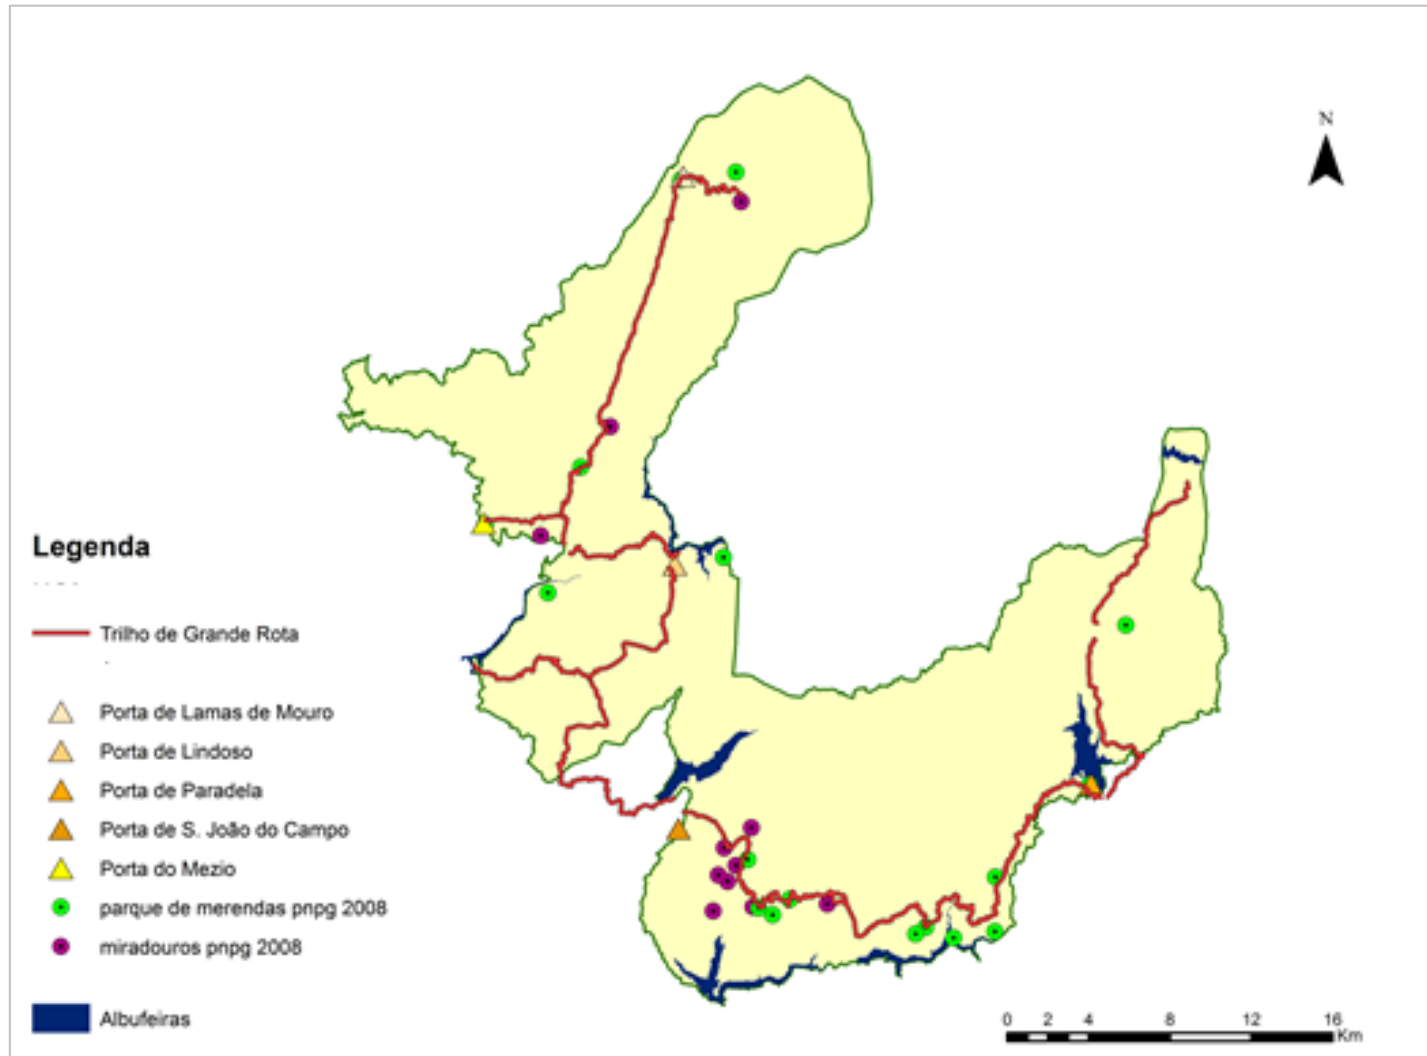 N
Legenda
Trilho de Grande Rota
Porta de Lamas de Mouro
Porta de Lindoso
Porta de Paradela
Porta de S. João do Campo
Porta do Mezio
parque de merendas pnpg 2008
miradouros pnpg 2008
Albufeiras
0 2 4 8 12 16
Km